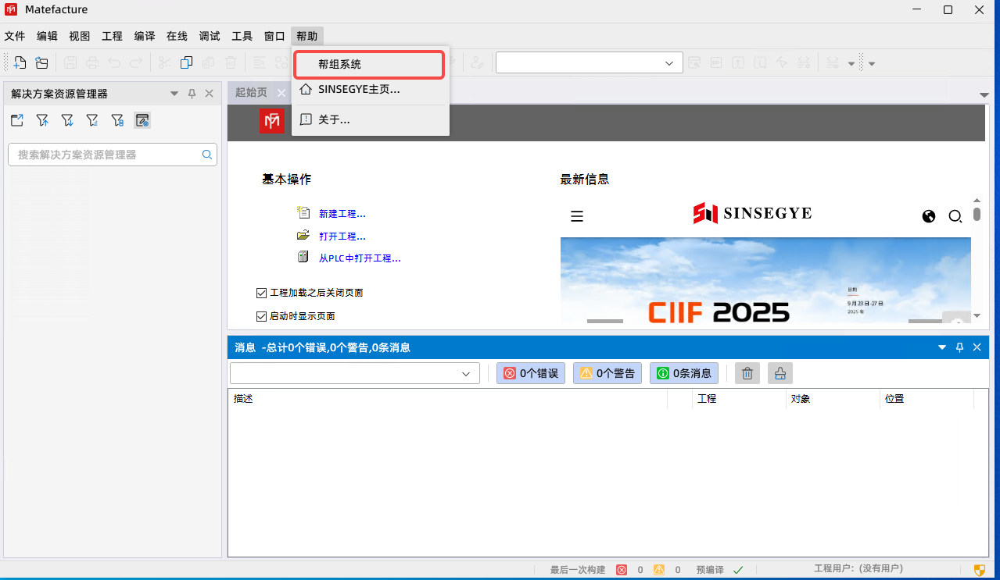 Matefacture
文件 编辑 视图 工程 编译 在线 调试 工具 窗口 帮助
帮组系统
SINSEGYE主页...
关于...
解决方案资源管理器
搜索解决方案资源管理器
起始页
基本操作
新建工程...
打开工程...
从PLC中打开工程...
工程加载之后关闭页面
启动时显示页面
最新信息
SINSEGYE
日期
9月23日-27日
2025 年
CIIF 2025
消息 -总计0个错误,0个警告,0条消息
0个错误 0个警告 0条消息
描述 工程 对象 位置
最后一次构建 0 0 预编译 工程用户: (没有用户)